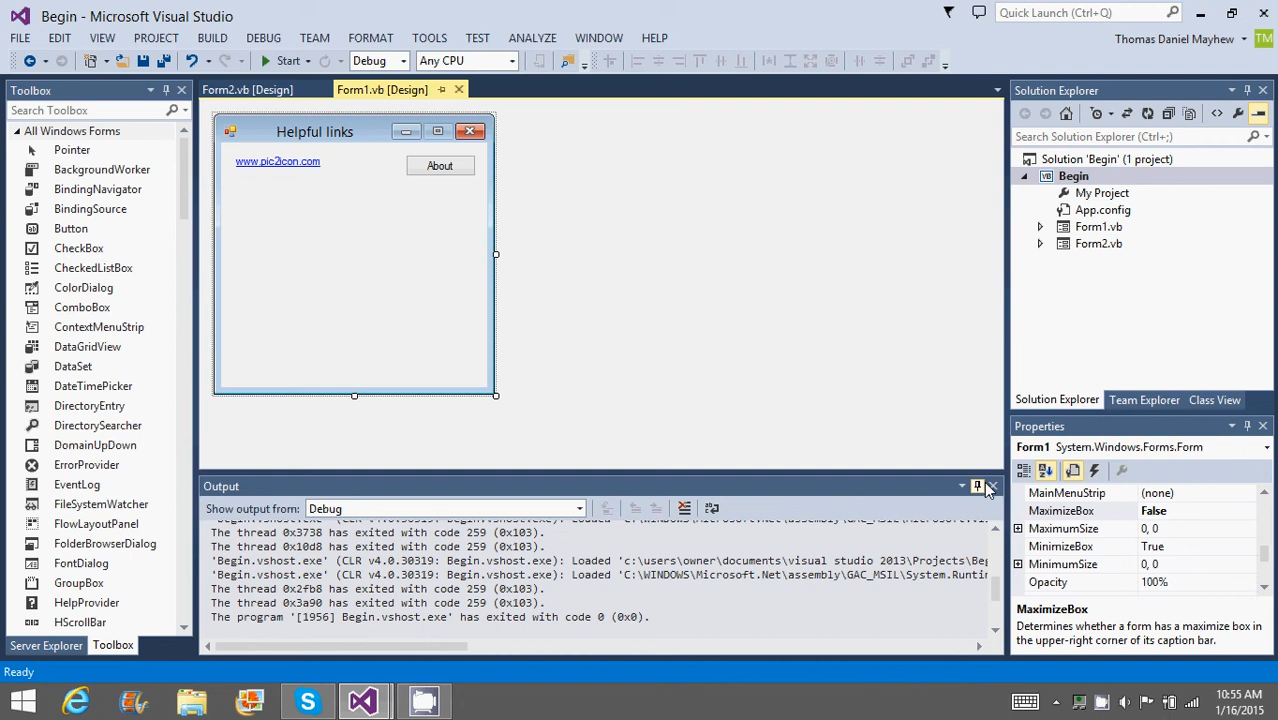 Begin - Microsoft Visual Studio
Quick Launch (Ctrl+Q)
FILE EDIT VIEW PROJECT BUILD DEBUG TEAM FORMAT TOOLS TEST ANALYZE WINDOW HELP
Thomas Daniel Mayhew TM
Start Debug Any CPU
Toolbox
Search Toolbox
All Windows Forms
Pointer
BackgroundWorker
BindingNavigator
BindingSource
Button
CheckBox
CheckedListBox
ColorDialog
ComboBox
ContextMenuStrip
DataGridView
DataSet
DateTimePicker
DirectoryEntry
DirectorySearcher
DomainUpDown
ErrorProvider
EventLog
FileSystemWatcher
FlowLayoutPanel
FolderBrowserDialog
FontDialog
GroupBox
HelpProvider
HScrollBar
Server Explorer Toolbox
Form2.vb [Design] Form1.vb [Design]
Helpful links
www.pic2icon.com
About
Output
Show output from: Debug
The thread 0x3738 has exited with code 259 (0x103).
The thread 0x10d8 has exited with code 259 (0x103).
'Begin.vshost.exe' (CLR v4.0.30319: Begin.vshost.exe): Loaded 'c:\users\owner\documents\visual studio 2013\Projects\Beg
'Begin.vshost.exe' (CLR v4.0.30319: Begin.vshost.exe): Loaded 'C:\WINDOWS\Microsoft.Net\assembly\GAC_MSIL\System.Runtin
The thread 0x2fb8 has exited with code 259 (0x103).
The thread 0x3a90 has exited with code 259 (0x103).
The program '[1956] Begin.vshost.exe' has exited with code 0 (0x0).
Solution Explorer
Search Solution Explorer (Ctrl+;)
Solution 'Begin' (1 project)
VB Begin
My Project
App.config
Form1.vb
Form2.vb
Solution Explorer Team Explorer Class View
Properties
Form1 System.Windows.Forms.Form
MainMenuStrip (none)
MaximizeBox False
MaximumSize 0, 0
MinimizeBox True
MinimumSize 0, 0
Opacity 100%
MaximizeBox
Determines whether a form has a maximize box in
the upper-right corner of its caption bar.
Ready
10:55 AM
1/16/2015